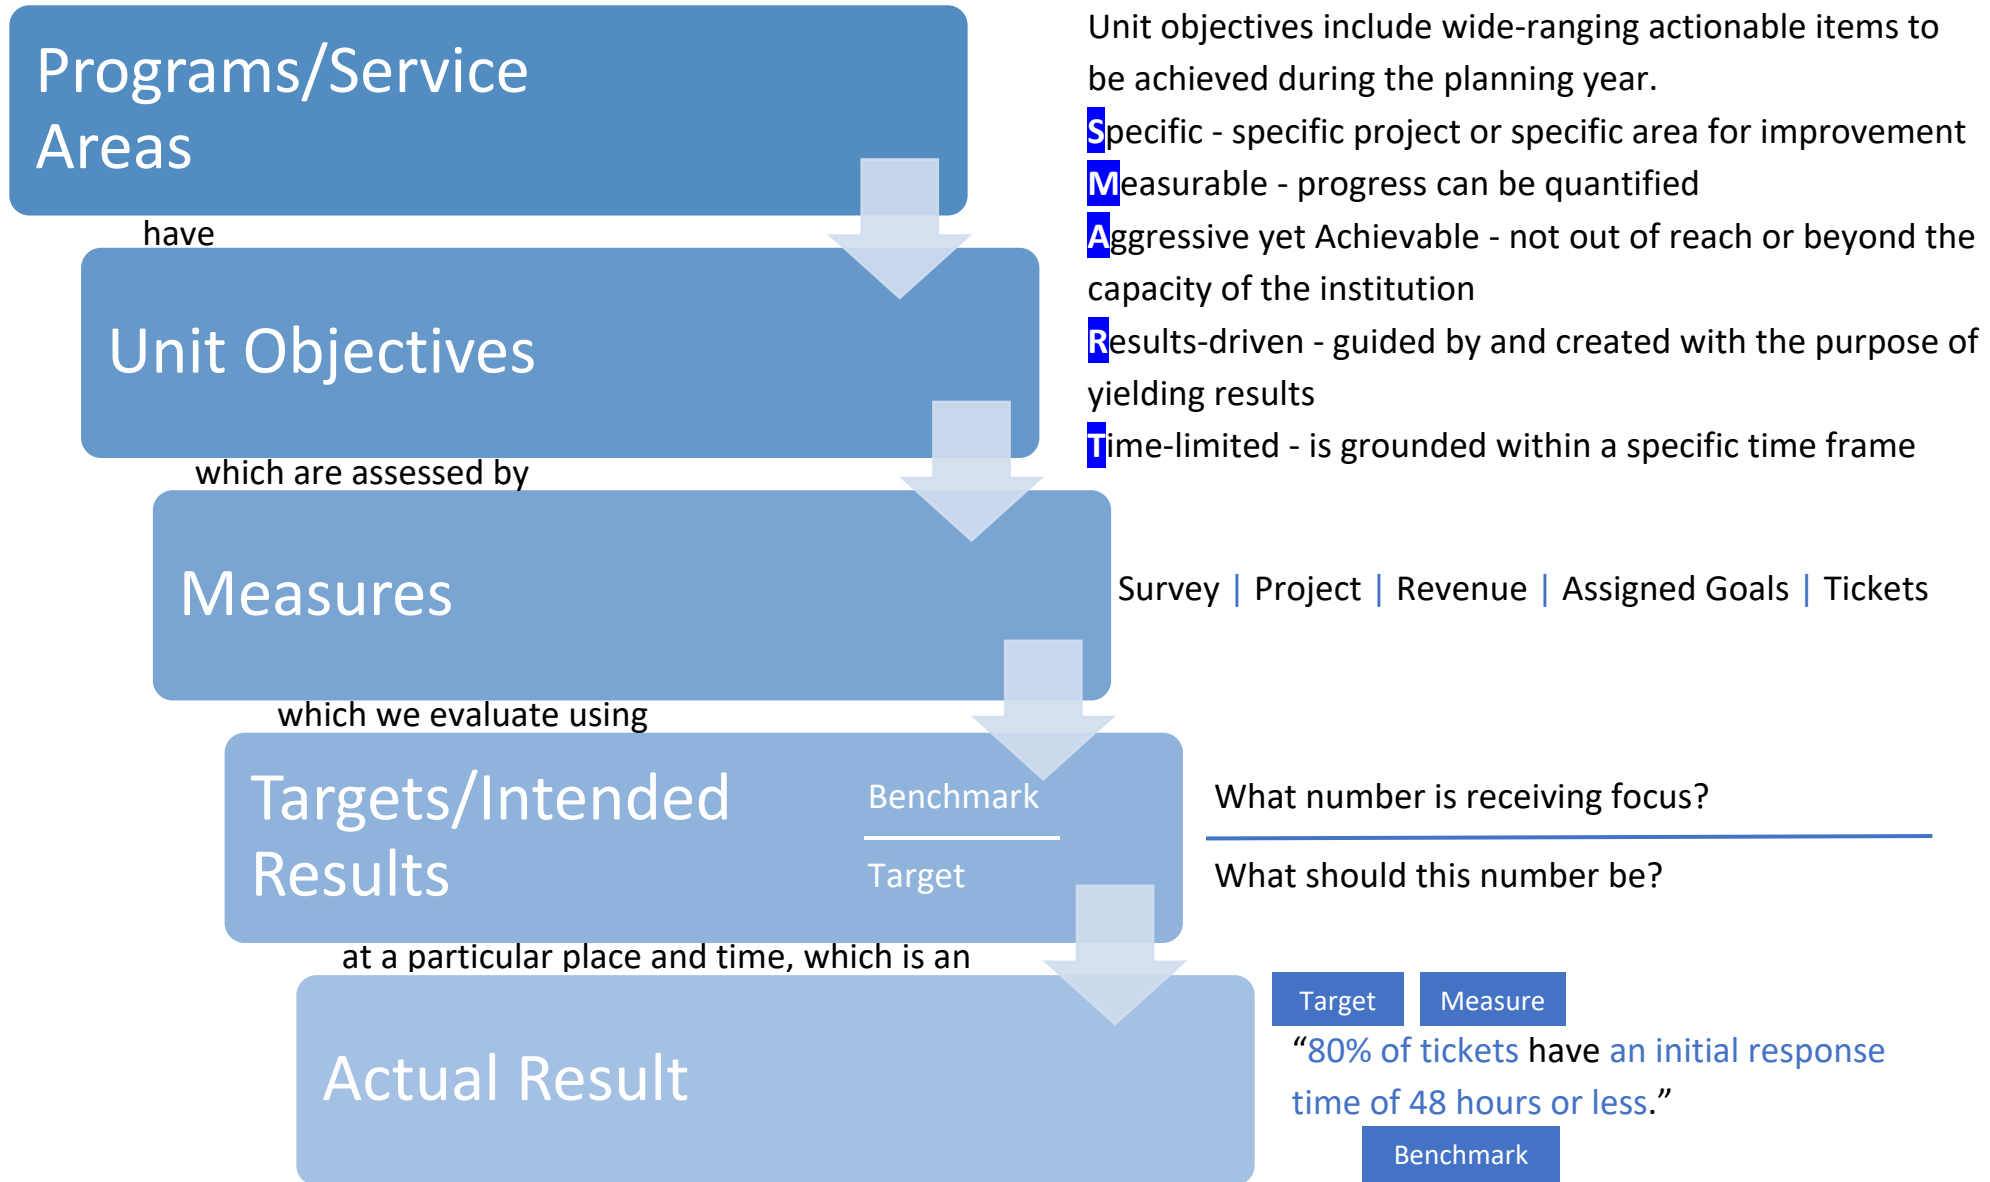 Programs/Service
Areas
have
Unit Objectives
which are assessed by
Measures
which we evaluate using
Targets/Intended
Results
Benchmark
Target
at a particular place and time, which is an
Actual Result
Unit objectives include wide-ranging actionable items to
be achieved during the planning year.
Specific - specific project or specific area for improvement
Measurable - progress can be quantified
Aggressive yet Achievable - not out of reach or beyond the
capacity of the institution
Results-driven - guided by and created with the purpose of
yielding results
Time-limited - is grounded within a specific time frame
Survey | Project | Revenue | Assigned Goals | Tickets
What number is receiving focus?
What should this number be?
Target Measure
“80% of tickets have an initial response
time of 48 hours or less.”
Benchmark